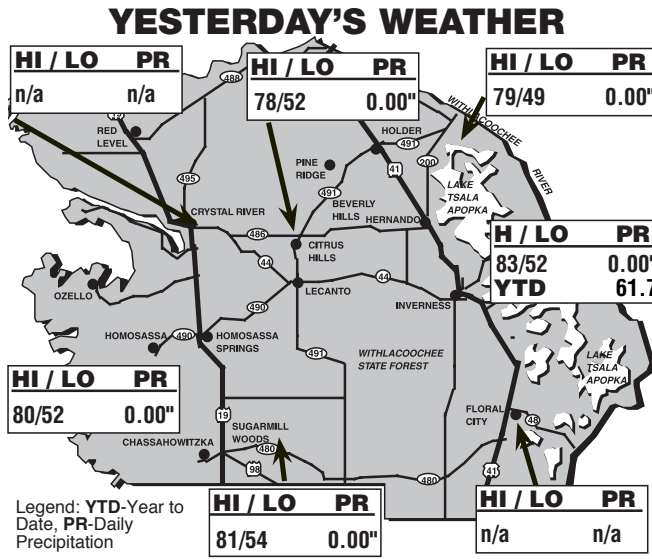 YESTERDAY'S WEATHER
HI / LO PR
n/a n/a
HI / LO PR
78/52 0.00"
HI / LO PR
79/49 0.00"
488
19
RED
LEVEL
495
CRYSTAL RIVER
486
44
HOLDER
491
PINE
RIDGE
491
41
200
BEVERLY
HILLS
HERNANDO
WITHLACOOCHEE
RIVER
LAKE
TSALA
APOPKA
H / LO PR
83/52 0.00"
YTD 61.7
CITRUS
HILLS
LECANTO
44
INVERNESS
OZELLO
490
HOMOSASSA
490
HOMOSASSA
SPRINGS
491
WITHLACOOCHEE
STATE FOREST
LAKE
TSALA
APOPKA
HI / LO PR
80/52 0.00"
19
SUGARMILL
WOODS
CHASSAHOWITZKA
480
98
480
FLORAL
CITY
48
41
Legend: YTD-Year to
Date, PR-Daily
Precipitation
HI / LO PR
81/54 0.00"
HI / LO PR
n/a n/a